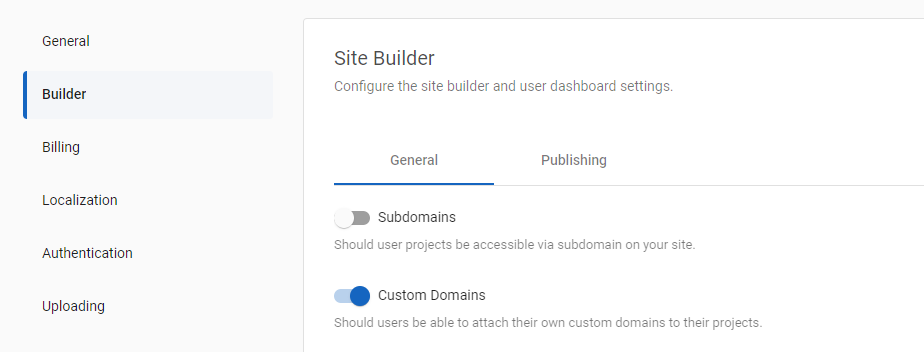 General
Builder
Billing
Localization
Authentication
Uploading
Site Builder
Configure the site builder and user dashboard settings.
General
Publishing
Subdomains
Should user projects be accessible via subdomain on your site.
Custom Domains
Should users be able to attach their own custom domains to their projects.